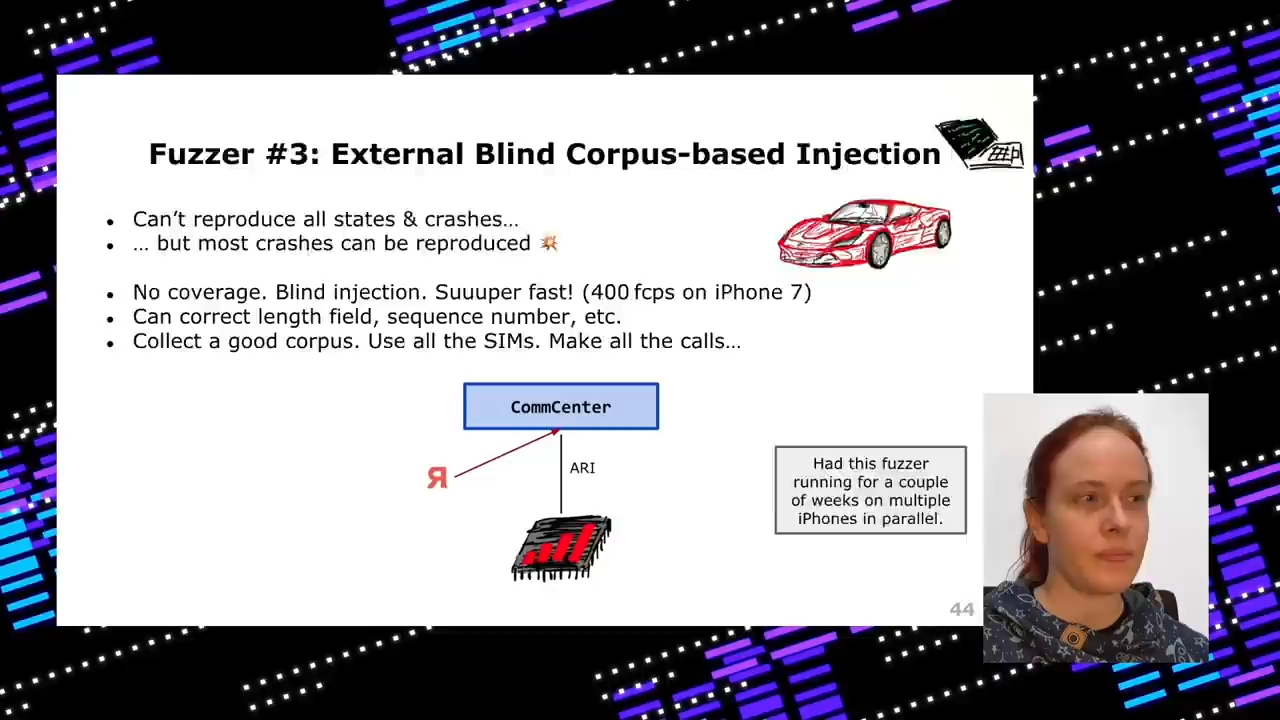 Fuzzer #3: External Blind Corpus-based Injection
• Can’t reproduce all states & crashes…
• … but most crashes can be reproduced 💥
• No coverage. Blind injection. Suuuper fast! (400 fcps on iPhone 7)
• Can correct length field, sequence number, etc.
• Collect a good corpus. Use all the SIMs. Make all the calls…
CommCenter
Я
ARI
Had this fuzzer
running for a couple
of weeks on multiple
iPhones in parallel.
44